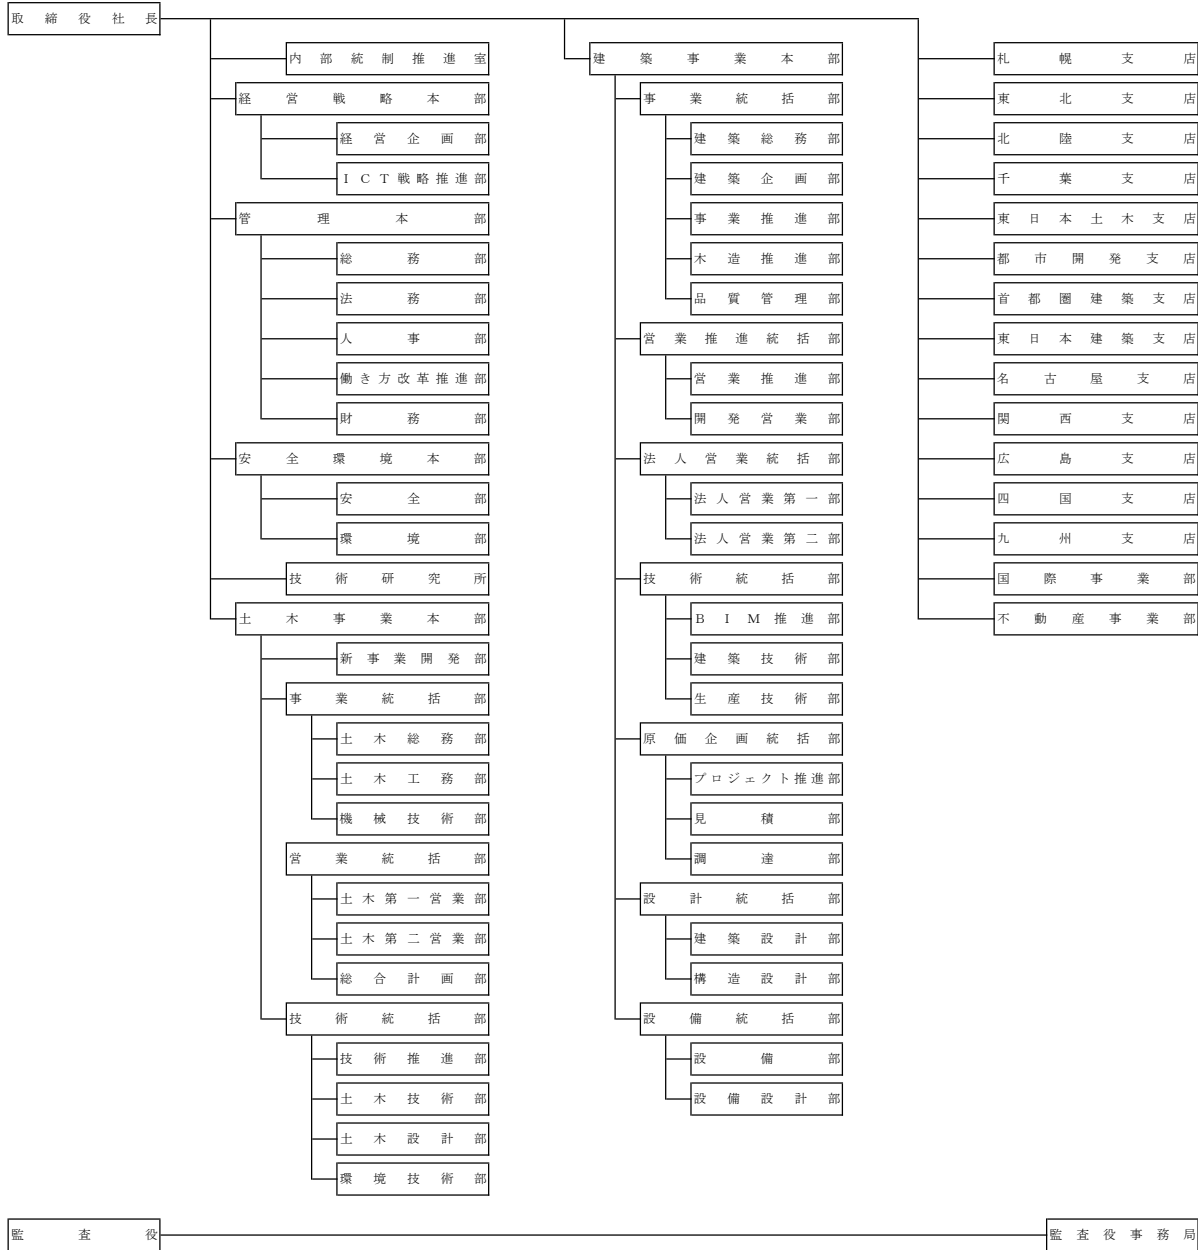 取締役社長
内部統制推進室
経営戦略本部
経営企画部
ICT戦略推進部
管理本部
総務部
法務部
人事部
働き方改革推進部
財務部
安全環境本部
安全部
環境部
技術研究所
土木事業本部
新事業開発部
事業統括部
土木総務部
土木工務部
機械技術部
営業統括部
土木第一営業部
土木第二営業部
総合計画部
技術統括部
技術推進部
土木技術部
土木設計部
環境技術部
建築事業本部
事業統括部
建築総務部
建築企画部
事業推進部
木造推進部
品質管理部
営業推進統括部
営業推進部
開発営業部
法人営業統括部
法人営業第一部
法人営業第二部
技術統括部
BIM推進部
建築技術部
生産技術部
原価企画統括部
プロジェクト推進部
見積部
調達部
設計統括部
建築設計部
構造設計部
設備統括部
設備部
設備設計部
札幌支店
東北支店
北陸支店
千葉支店
東日本土木支店
都市開発支店
首都圏建築支店
東日本建築支店
名古屋支店
関西支店
広島支店
四国支店
九州支店
国際事業部
不動産事業部
監査役
監査役事務局